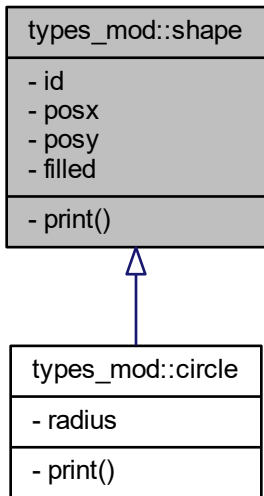 types_mod::shape
- id
- posx
- posy
- filled
- print()
types_mod::circle
- radius
- print()